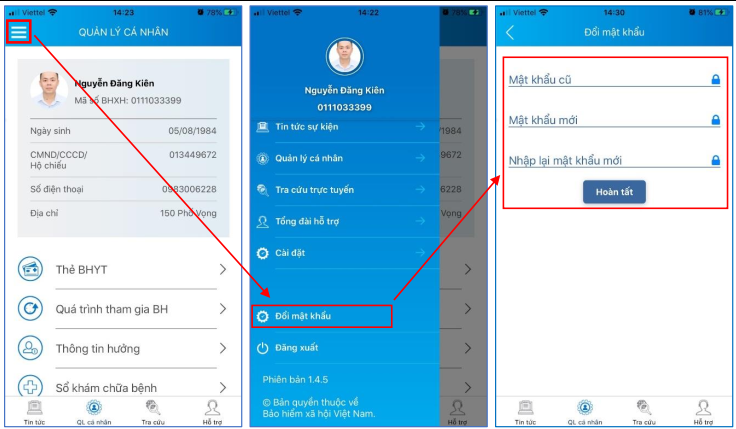 Viettel 14:23 78%
QUẢN LÝ CÁ NHÂN
Nguyễn Đăng Kiên
Mã số BHXH: 0111033399
Ngày sinh 05/08/1984
CMND/CCCD/
Hộ chiếu 013449672
Số điện thoại 0983006228
Địa chỉ 150 Phố Vọng
Thẻ BHYT
Quá trình tham gia BH
Thông tin hưởng
Sổ khám chữa bệnh
Tin tức QL cá nhân Tra cứu Hỗ trợ
Viettel 14:22 78%
Nguyễn Đăng Kiên
0111033399
Tin tức sự kiện
1984
Quản lý cá nhân
9672
Tra cứu trực tuyến
6228
Tổng đài hỗ trợ
Vọng
Cài đặt
Đổi mật khẩu
Đăng xuất
Phiên bản 1.4.5
© Bản quyền thuộc về
Bảo hiểm xã hội Việt Nam.
Hỗ trợ
Viettel 14:30 81%
Đổi mật khẩu
Mật khẩu cũ
Mật khẩu mới
Nhập lại mật khẩu mới
Hoàn tất
Tin tức QL cá nhân Tra cứu Hỗ trợ